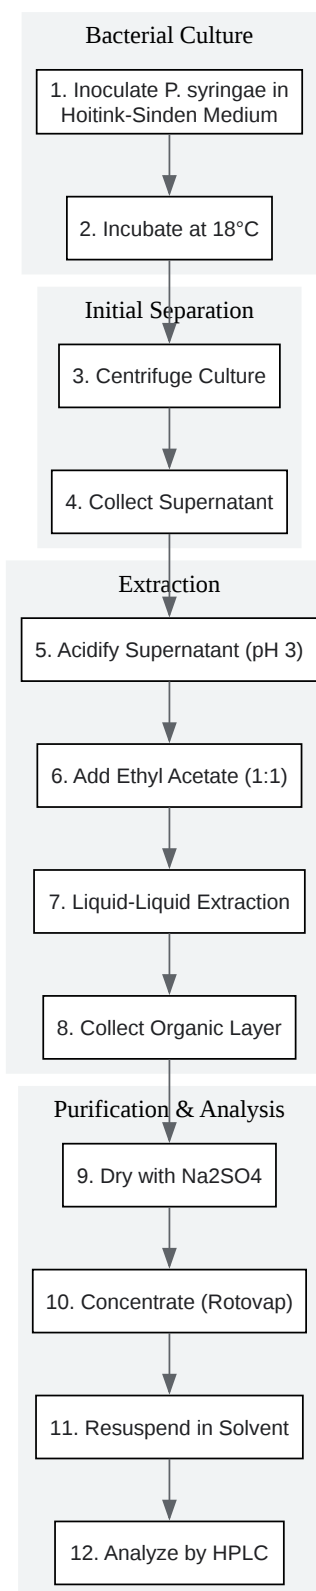 Bacterial Culture
1. Inoculate P. syringae in
Hoitink-Sinden Medium
2. Incubate at 18°C
Initial Separation
3. Centrifuge Culture
4. Collect Supernatant
Extraction
5. Acidify Supernatant (pH 3)
6. Add Ethyl Acetate (1:1)
7. Liquid-Liquid Extraction
8. Collect Organic Layer
Purification & Analysis
9. Dry with Na2SO4
10. Concentrate (Rotovap)
11. Resuspend in Solvent
12. Analyze by HPLC